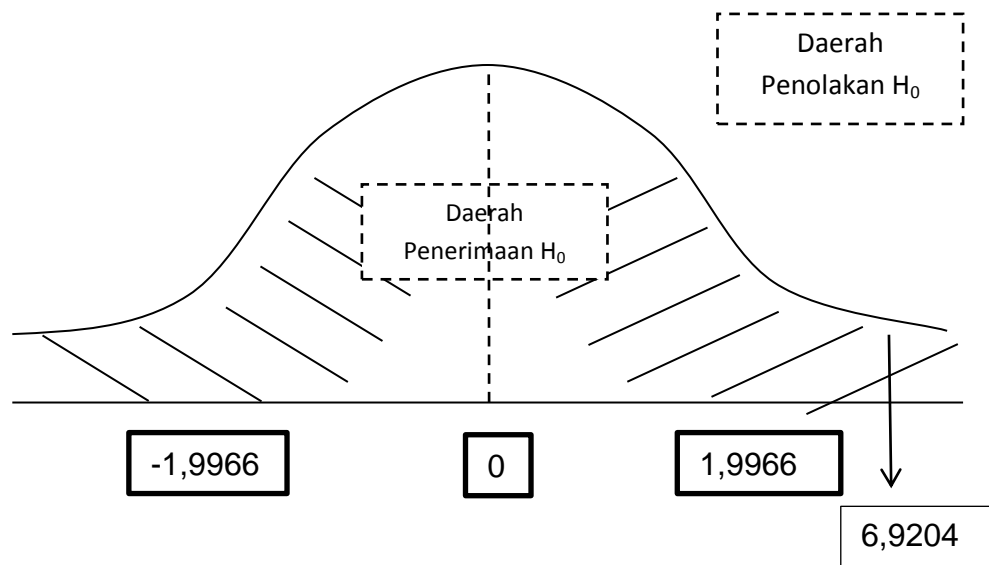 Daerah
Penolakan H₀
Daerah
Penerimaan H₀
-1,9966
0
1,9966
6,9204